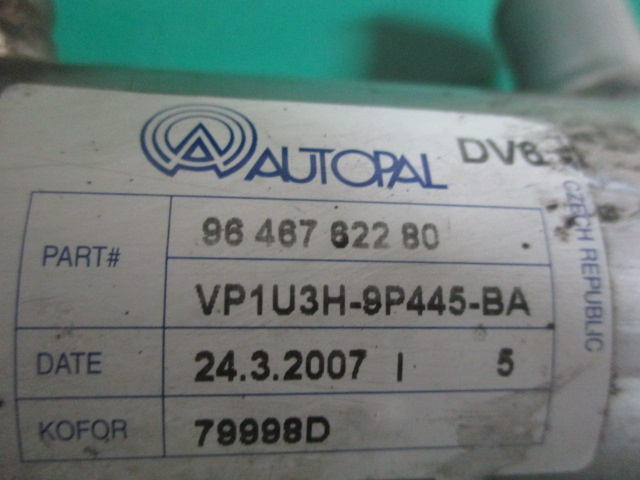 AUTOPAL DV6
PART# 96 467 622 80
VP1U3H-9P445-BA
DATE 24.3.2007 | 5
KOFOR 79998D
CZECH REPUBLIC